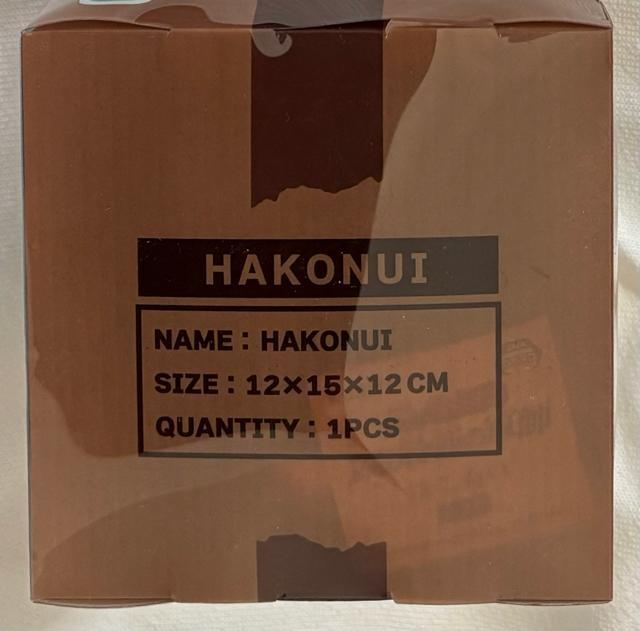 HAKONUI
NAME : HAKONUI
SIZE : 12×15×12 CM
QUANTITY : 1PCS